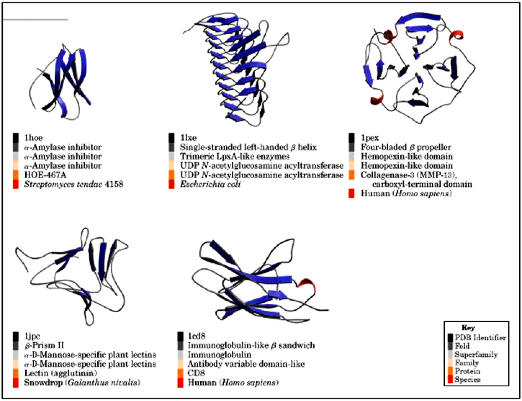 1hoe
α-Amylase inhibitor
α-Amylase inhibitor
α-Amylase inhibitor
HOE-467A
Streptomyces tendae 4158
1lxe
Single-stranded left-handed β helix
Trimeric LpxA-like enzymes
UDP N-acetylglucosamine acyltransferase
UDP N-acetylglucosamine acyltransferase
Escherichia coli
1pex
Four-bladed β propeller
Hemopexin-like domain
Hemopexin-like domain
Collagenase-3 (MMP-13),
carboxyl-terminal domain
Human (Homo sapiens)
1jpc
β-Prism II
α-D-Mannose-specific plant lectins
α-D-Mannose-specific plant lectins
Lectin (agglutinin)
Snowdrop (Galanthus nivalis)
1cd8
Immunoglobulin-like β sandwich
Immunoglobulin
Antibody variable domain-like
CD8
Human (Homo sapiens)
Key
PDB Identifier
Fold
Superfamily
Family
Protein
Species